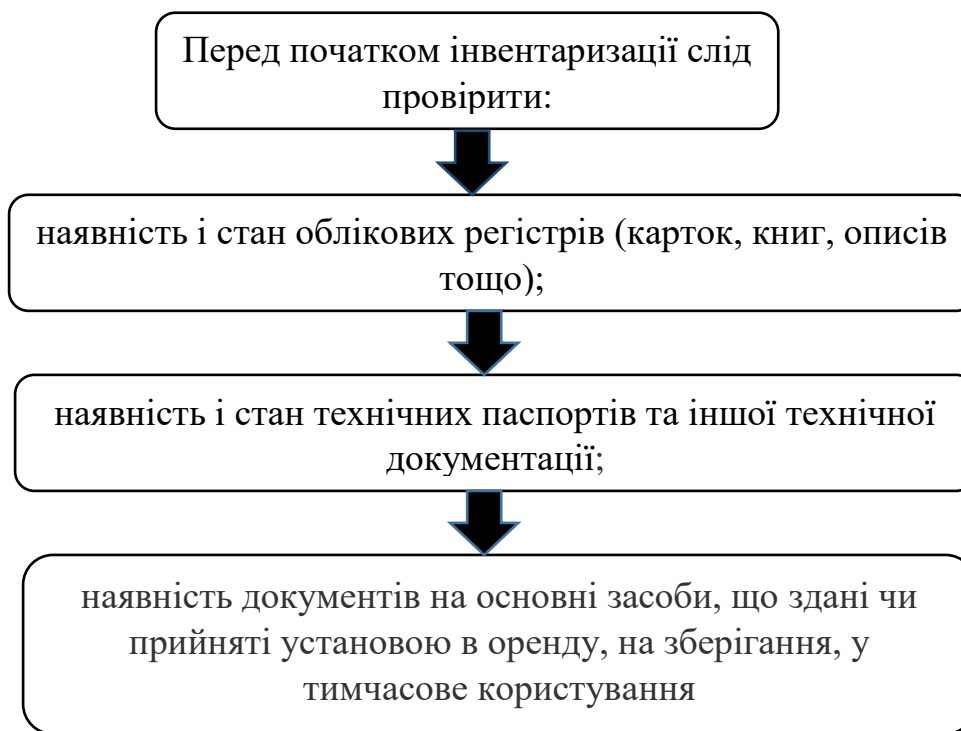 Перед початком інвентаризації слід
провірити:
наявність і стан облікових регістрів (карток, книг, описів
тощо);
наявність і стан технічних паспортів та іншої технічної
документації;
наявність документів на основні засоби, що здані чи
прийняті установою в оренду, на зберігання, у
тимчасове користування